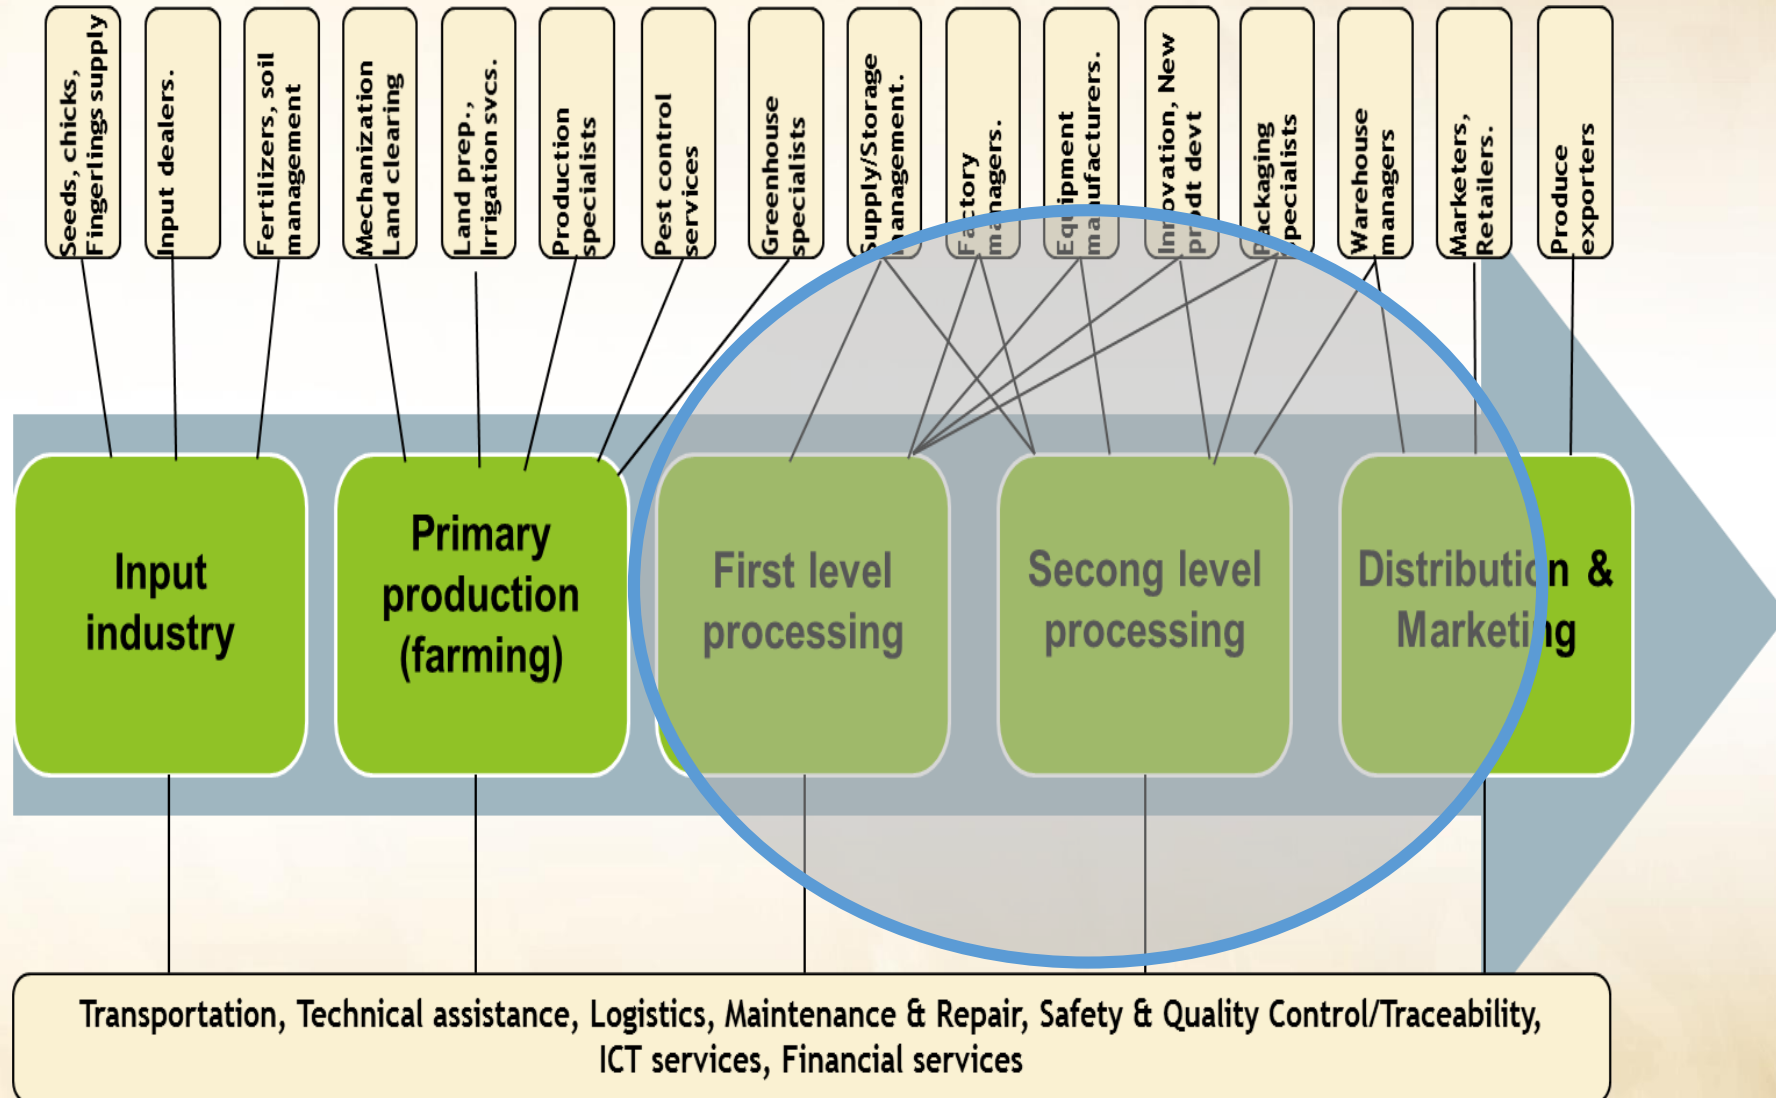 Seeds, chicks,
Fingerlings supply
Input dealers.
Fertilizers, soil
management
Mechanization
Land clearing
Land prep.,
Irrigation svcs.
Production
specialists
Pest control
services
Greenhouse
specialists
Supply/Storage
management.
Factory
managers.
Equipment
manufacturers.
Innovation, New
prodt devt
Packaging
specialists
Warehouse
managers
Marketers,
Retailers.
Produce
exporters
Input
industry
Primary
production
(farming)
First level
processing
Secong level
processing
Distribution &
Marketing
Transportation, Technical assistance, Logistics, Maintenance & Repair, Safety & Quality Control/Traceability,
ICT services, Financial services